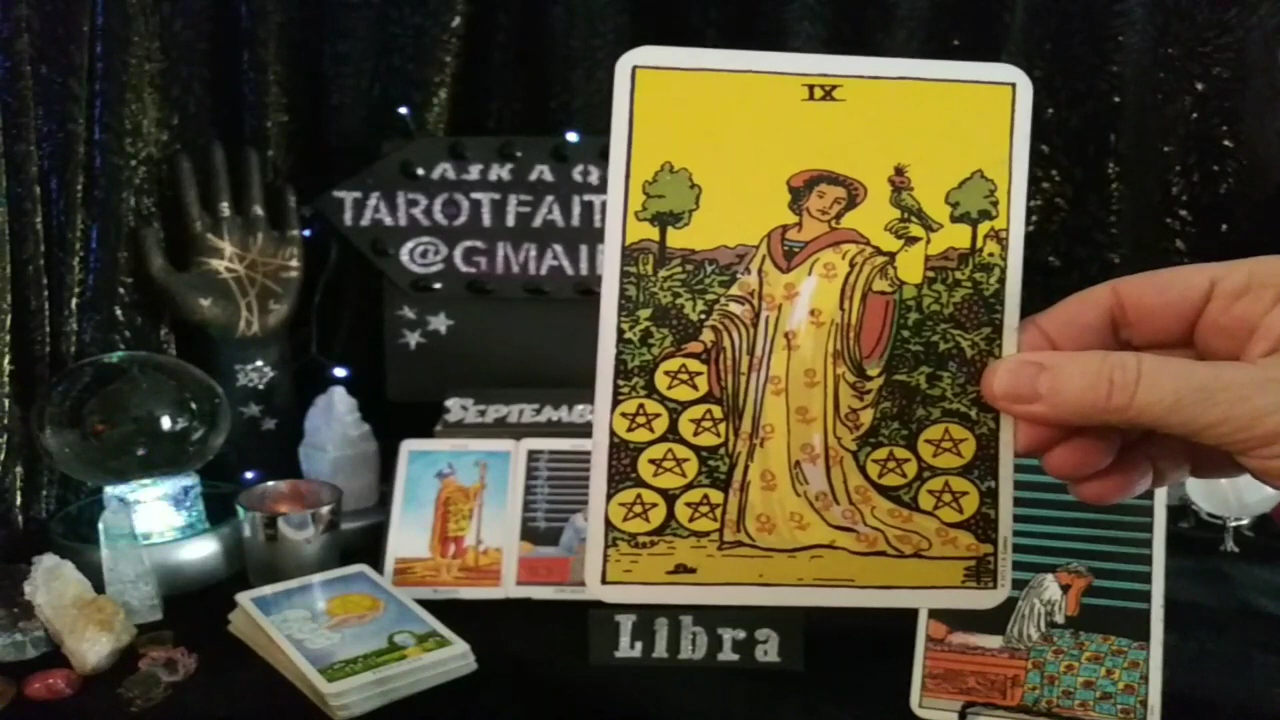 IX
ASK A Q
TAROTFAIT
@GMAI
SEPTEMB
Libra